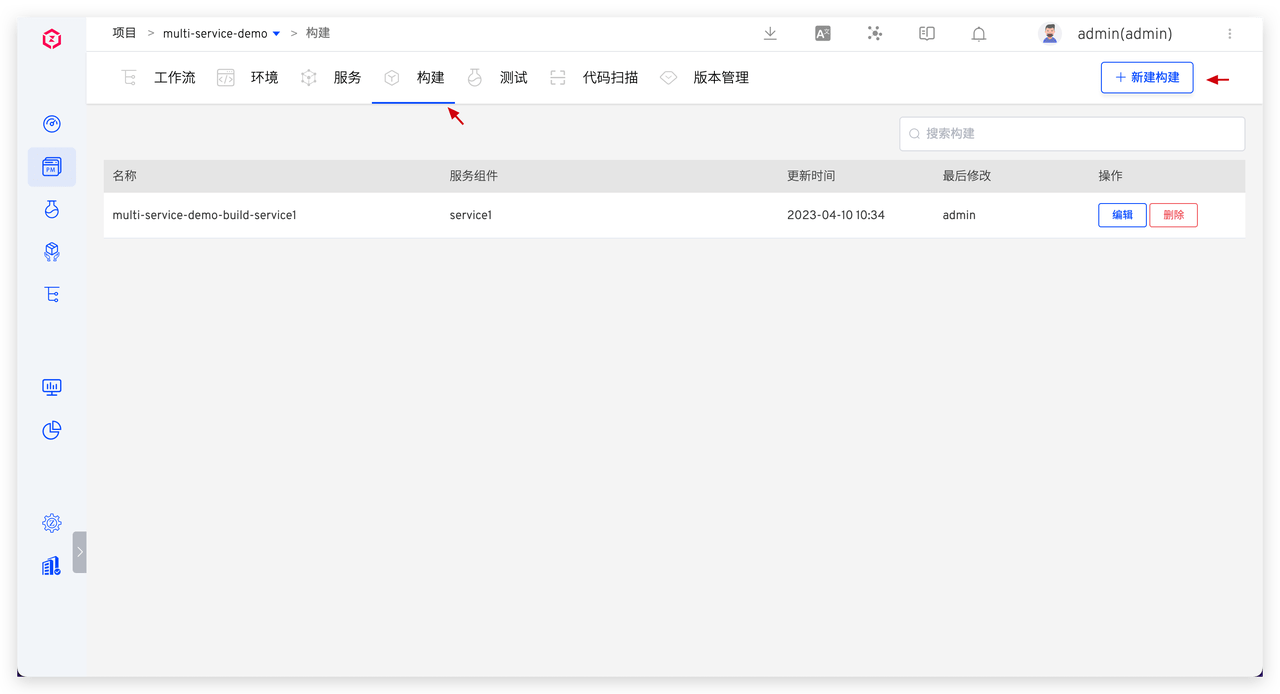 项目 > multi-service-demo > 构建
admin(admin)
工作流 环境 服务 构建 测试 代码扫描 版本管理
+ 新建构建
搜索构建
名称 服务组件 更新时间 最后修改 操作
multi-service-demo-build-service1 service1 2023-04-10 10:34 admin 编辑 删除
PM